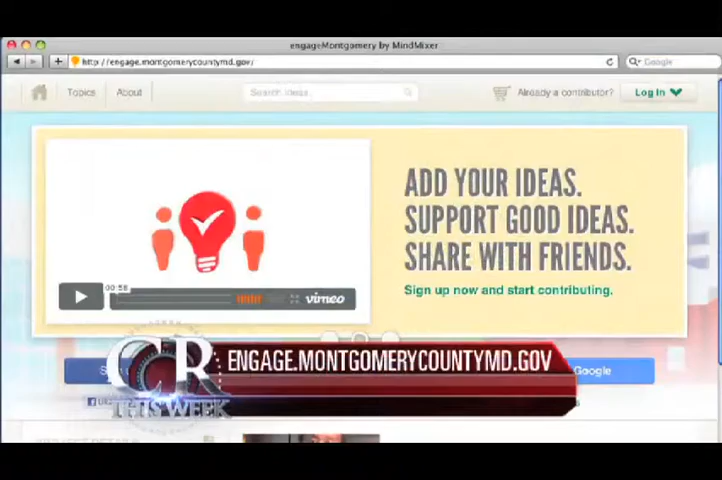 engageMontgomery by MindMixer
http://engage.montgomerycountymd.gov/
Google
Topics
About
Search ideas...
Already a contributor?
Log In
ADD YOUR IDEAS.
SUPPORT GOOD IDEAS.
SHARE WITH FRIENDS.
Sign up now and start contributing.
00:58
vimeo
ENGAGE.MONTGOMERYCOUNTYMD.GOV
CR
THIS WEEK
Google